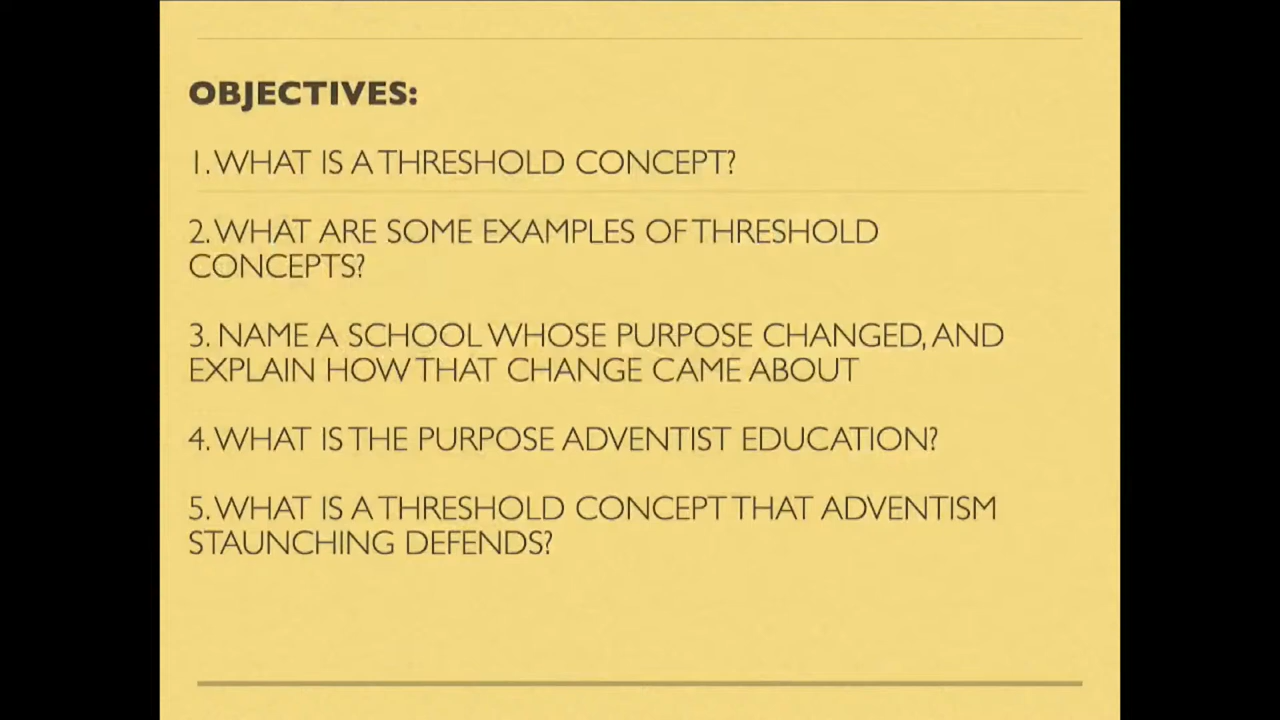 OBJECTIVES:
1. WHAT IS A THRESHOLD CONCEPT?
2. WHAT ARE SOME EXAMPLES OF THRESHOLD
CONCEPTS?
3. NAME A SCHOOL WHOSE PURPOSE CHANGED, AND
EXPLAIN HOW THAT CHANGE CAME ABOUT
4. WHAT IS THE PURPOSE ADVENTIST EDUCATION?
5. WHAT IS A THRESHOLD CONCEPT THAT ADVENTISM
STAUNCHING DEFENDS?